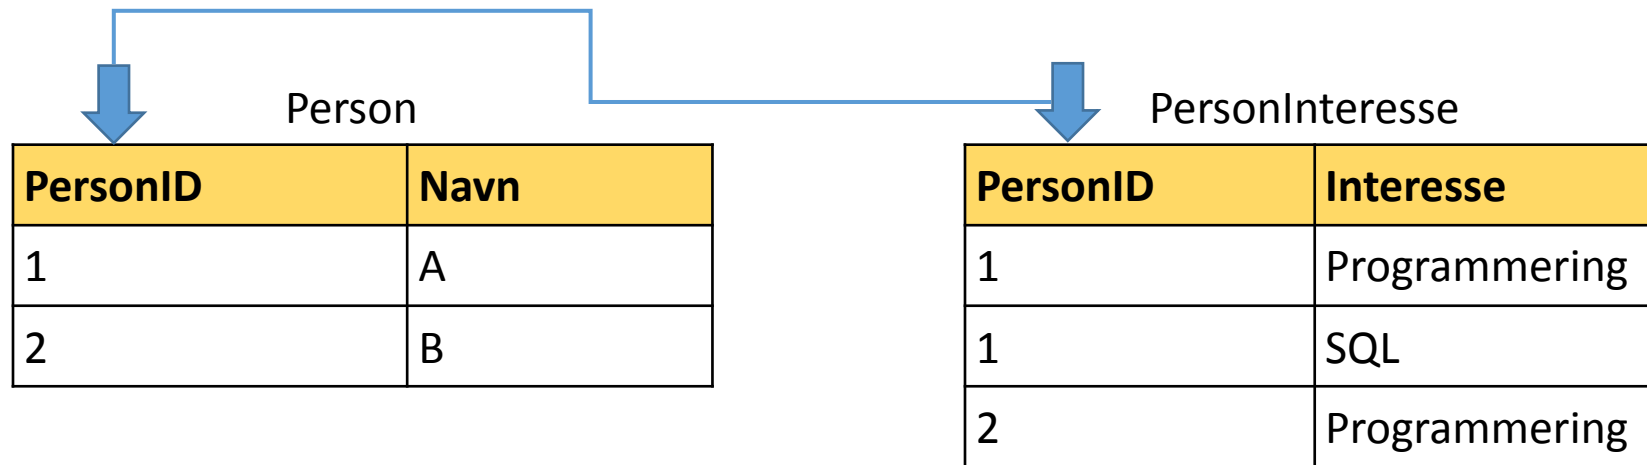 Person
PersonID Navn
1 A
2 B
PersonInteresse
PersonID Interesse
1 Programmering
1 SQL
2 Programmering